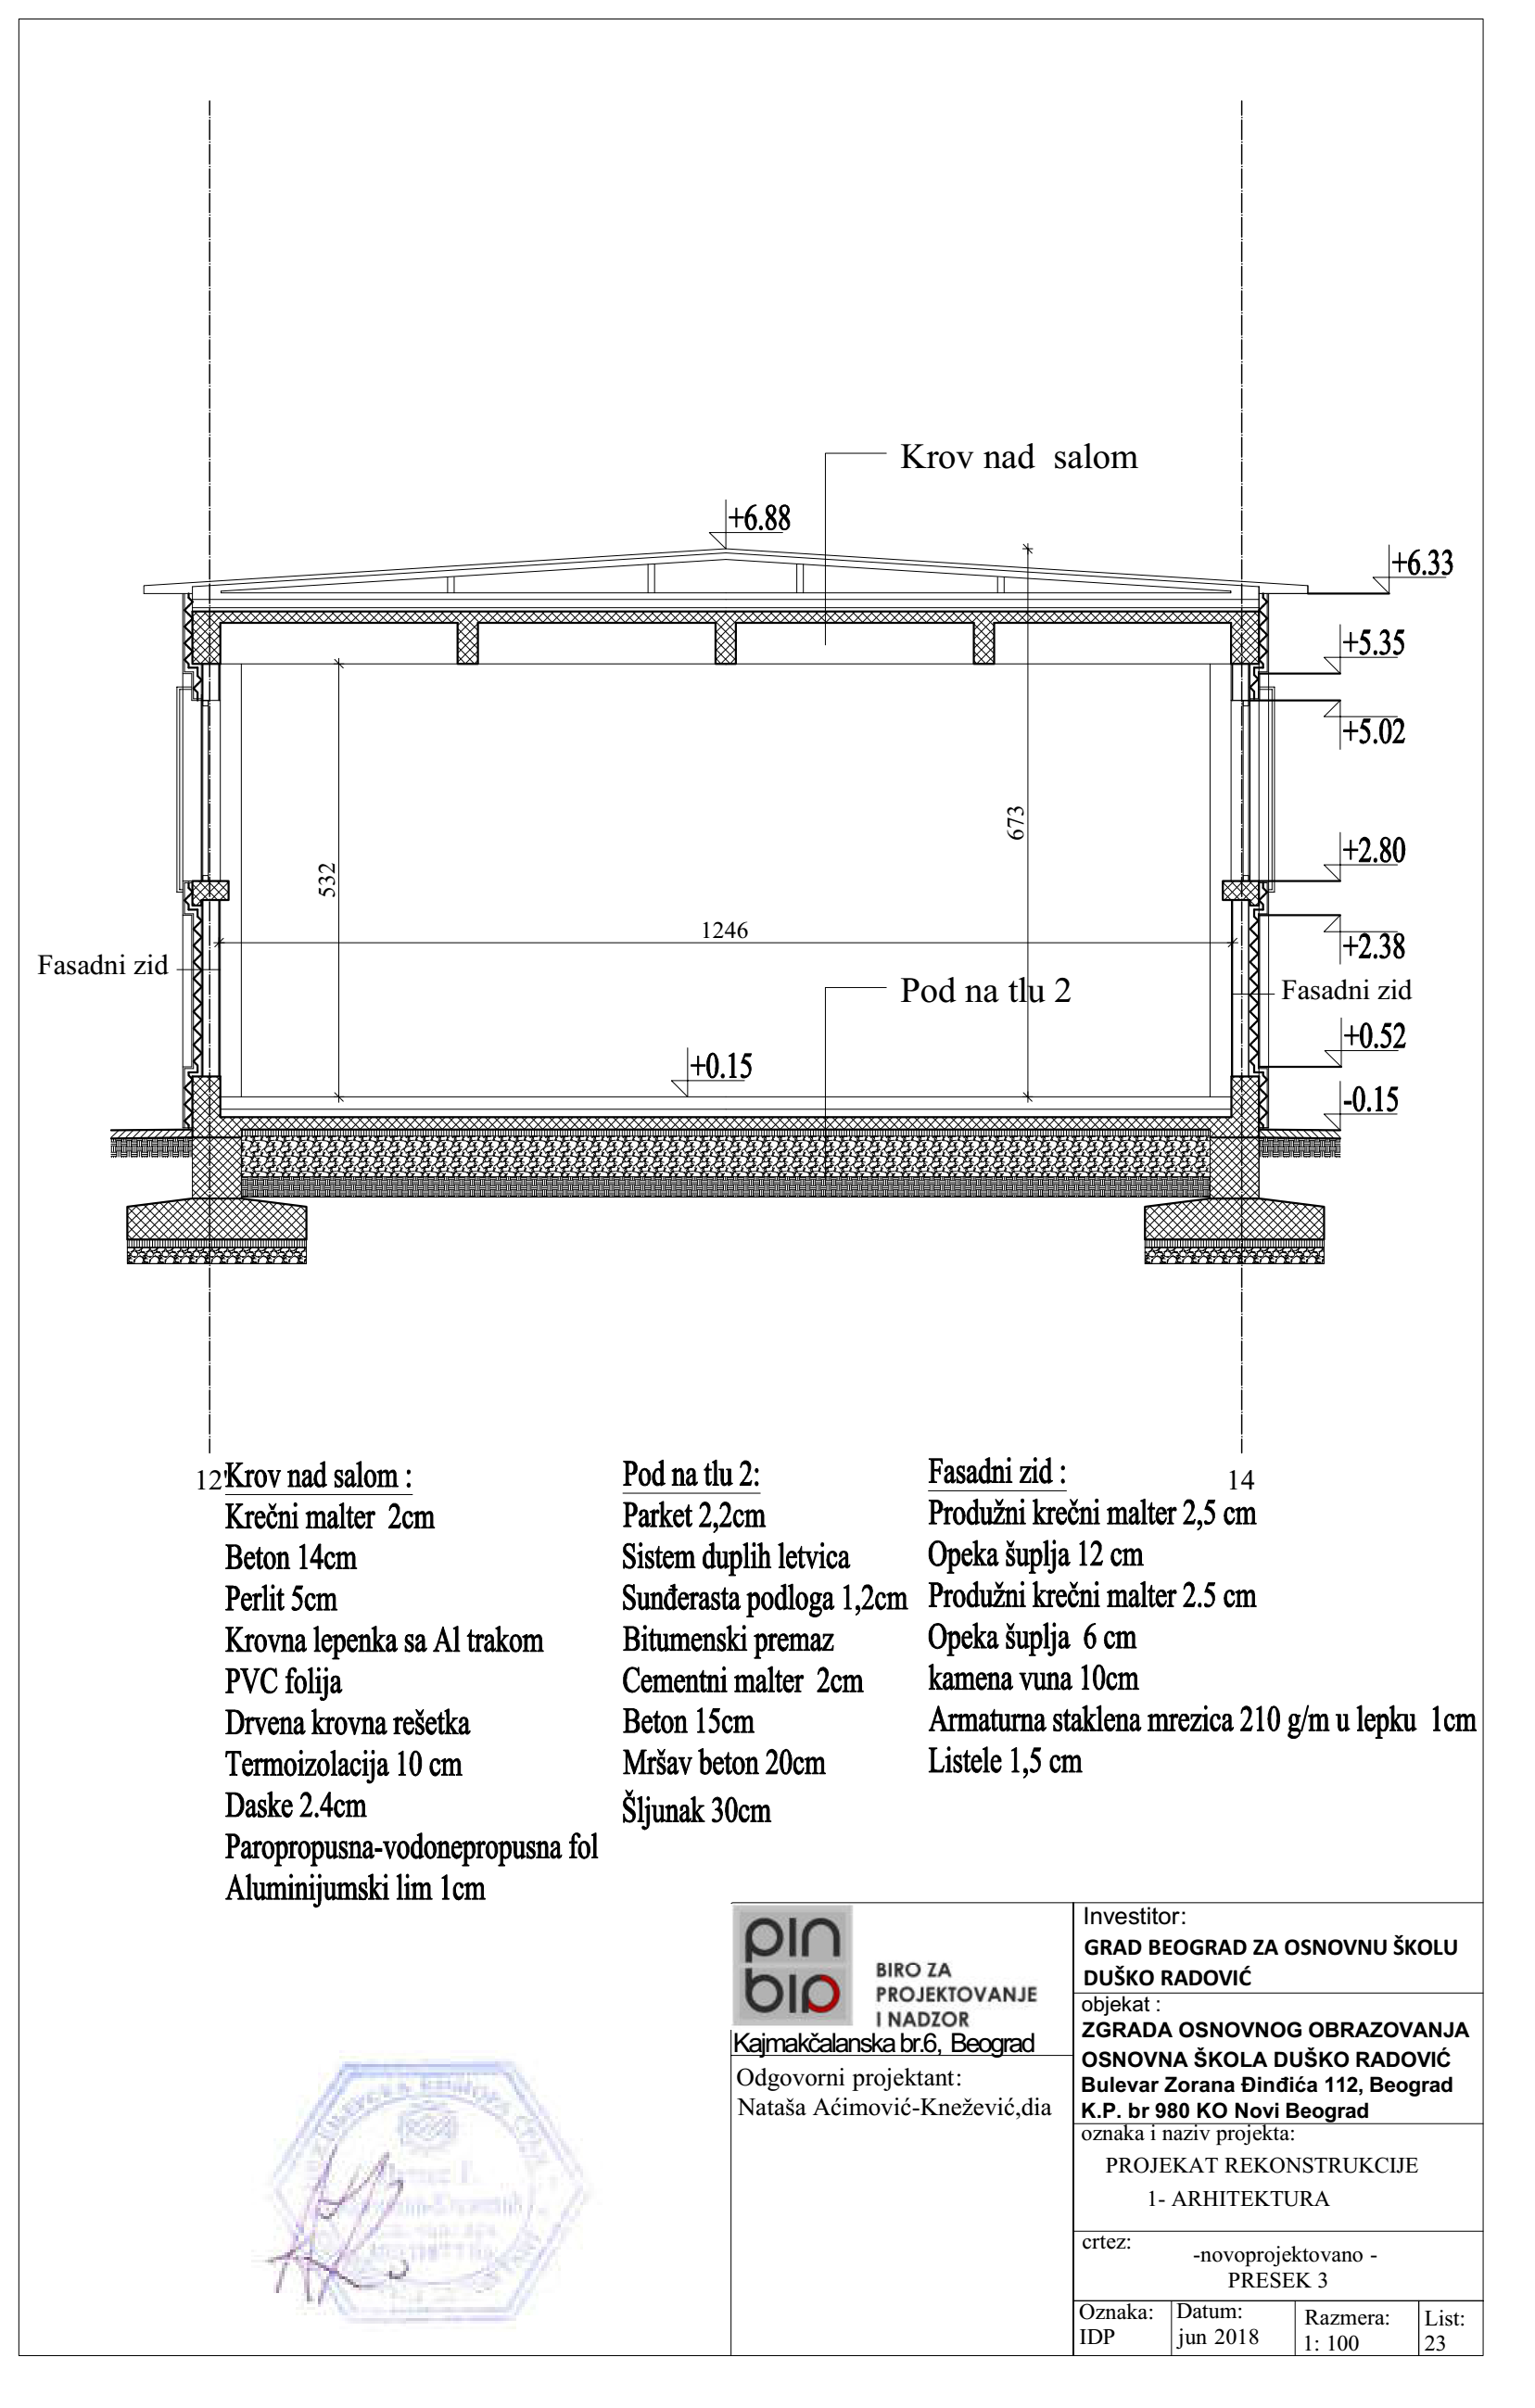 Krov nad salom
+6.88
+6.33
+5.35
+5.02
673
+2.80
532
1246
+2.38
Fasadni zid
Pod na tlu 2
Fasadni zid
+0.52
+0.15
-0.15
12'
14
Krov nad salom :
Krečni malter 2cm
Beton 14cm
Perlit 5cm
Krovna lepenka sa Al trakom
PVC folija
Drvena krovna rešetka
Termoizolacija 10 cm
Daske 2.4cm
Paropropusna-vodonepropusna fol
Aluminijumski lim 1cm
Pod na tlu 2:
Parket 2,2cm
Sistem duplih letvica
Sunđerasta podloga 1,2cm
Bitumenski premaz
Cementni malter 2cm
Beton 15cm
Mršav beton 20cm
Šljunak 30cm
Fasadni zid :
Produžni krečni malter 2,5 cm
Opeka šuplja 12 cm
Produžni krečni malter 2.5 cm
Opeka šuplja 6 cm
kamena vuna 10cm
Armaturna staklena mrezica 210 g/m u lepku 1cm
Listele 1,5 cm
pin
bip
BIRO ZA
PROJEKTOVANJE
I NADZOR
Kajmakčalanska br.6, Beograd
Odgovorni projektant:
Nataša Aćimović-Knežević,dia
Investitor:
GRAD BEOGRAD ZA OSNOVNU ŠKOLU
DUŠKO RADOVIĆ
objekat :
ZGRADA OSNOVNOG OBRAZOVANJA
OSNOVNA ŠKOLA DUŠKO RADOVIĆ
Bulevar Zorana Đinđića 112, Beograd
K.P. br 980 KO Novi Beograd
oznaka i naziv projekta:
PROJEKAT REKONSTRUKCIJE
1- ARHITEKTURA
crtez:
-novoprojektovano -
PRESEK 3
Oznaka:
IDP
Datum:
jun 2018
Razmera:
1: 100
List:
23